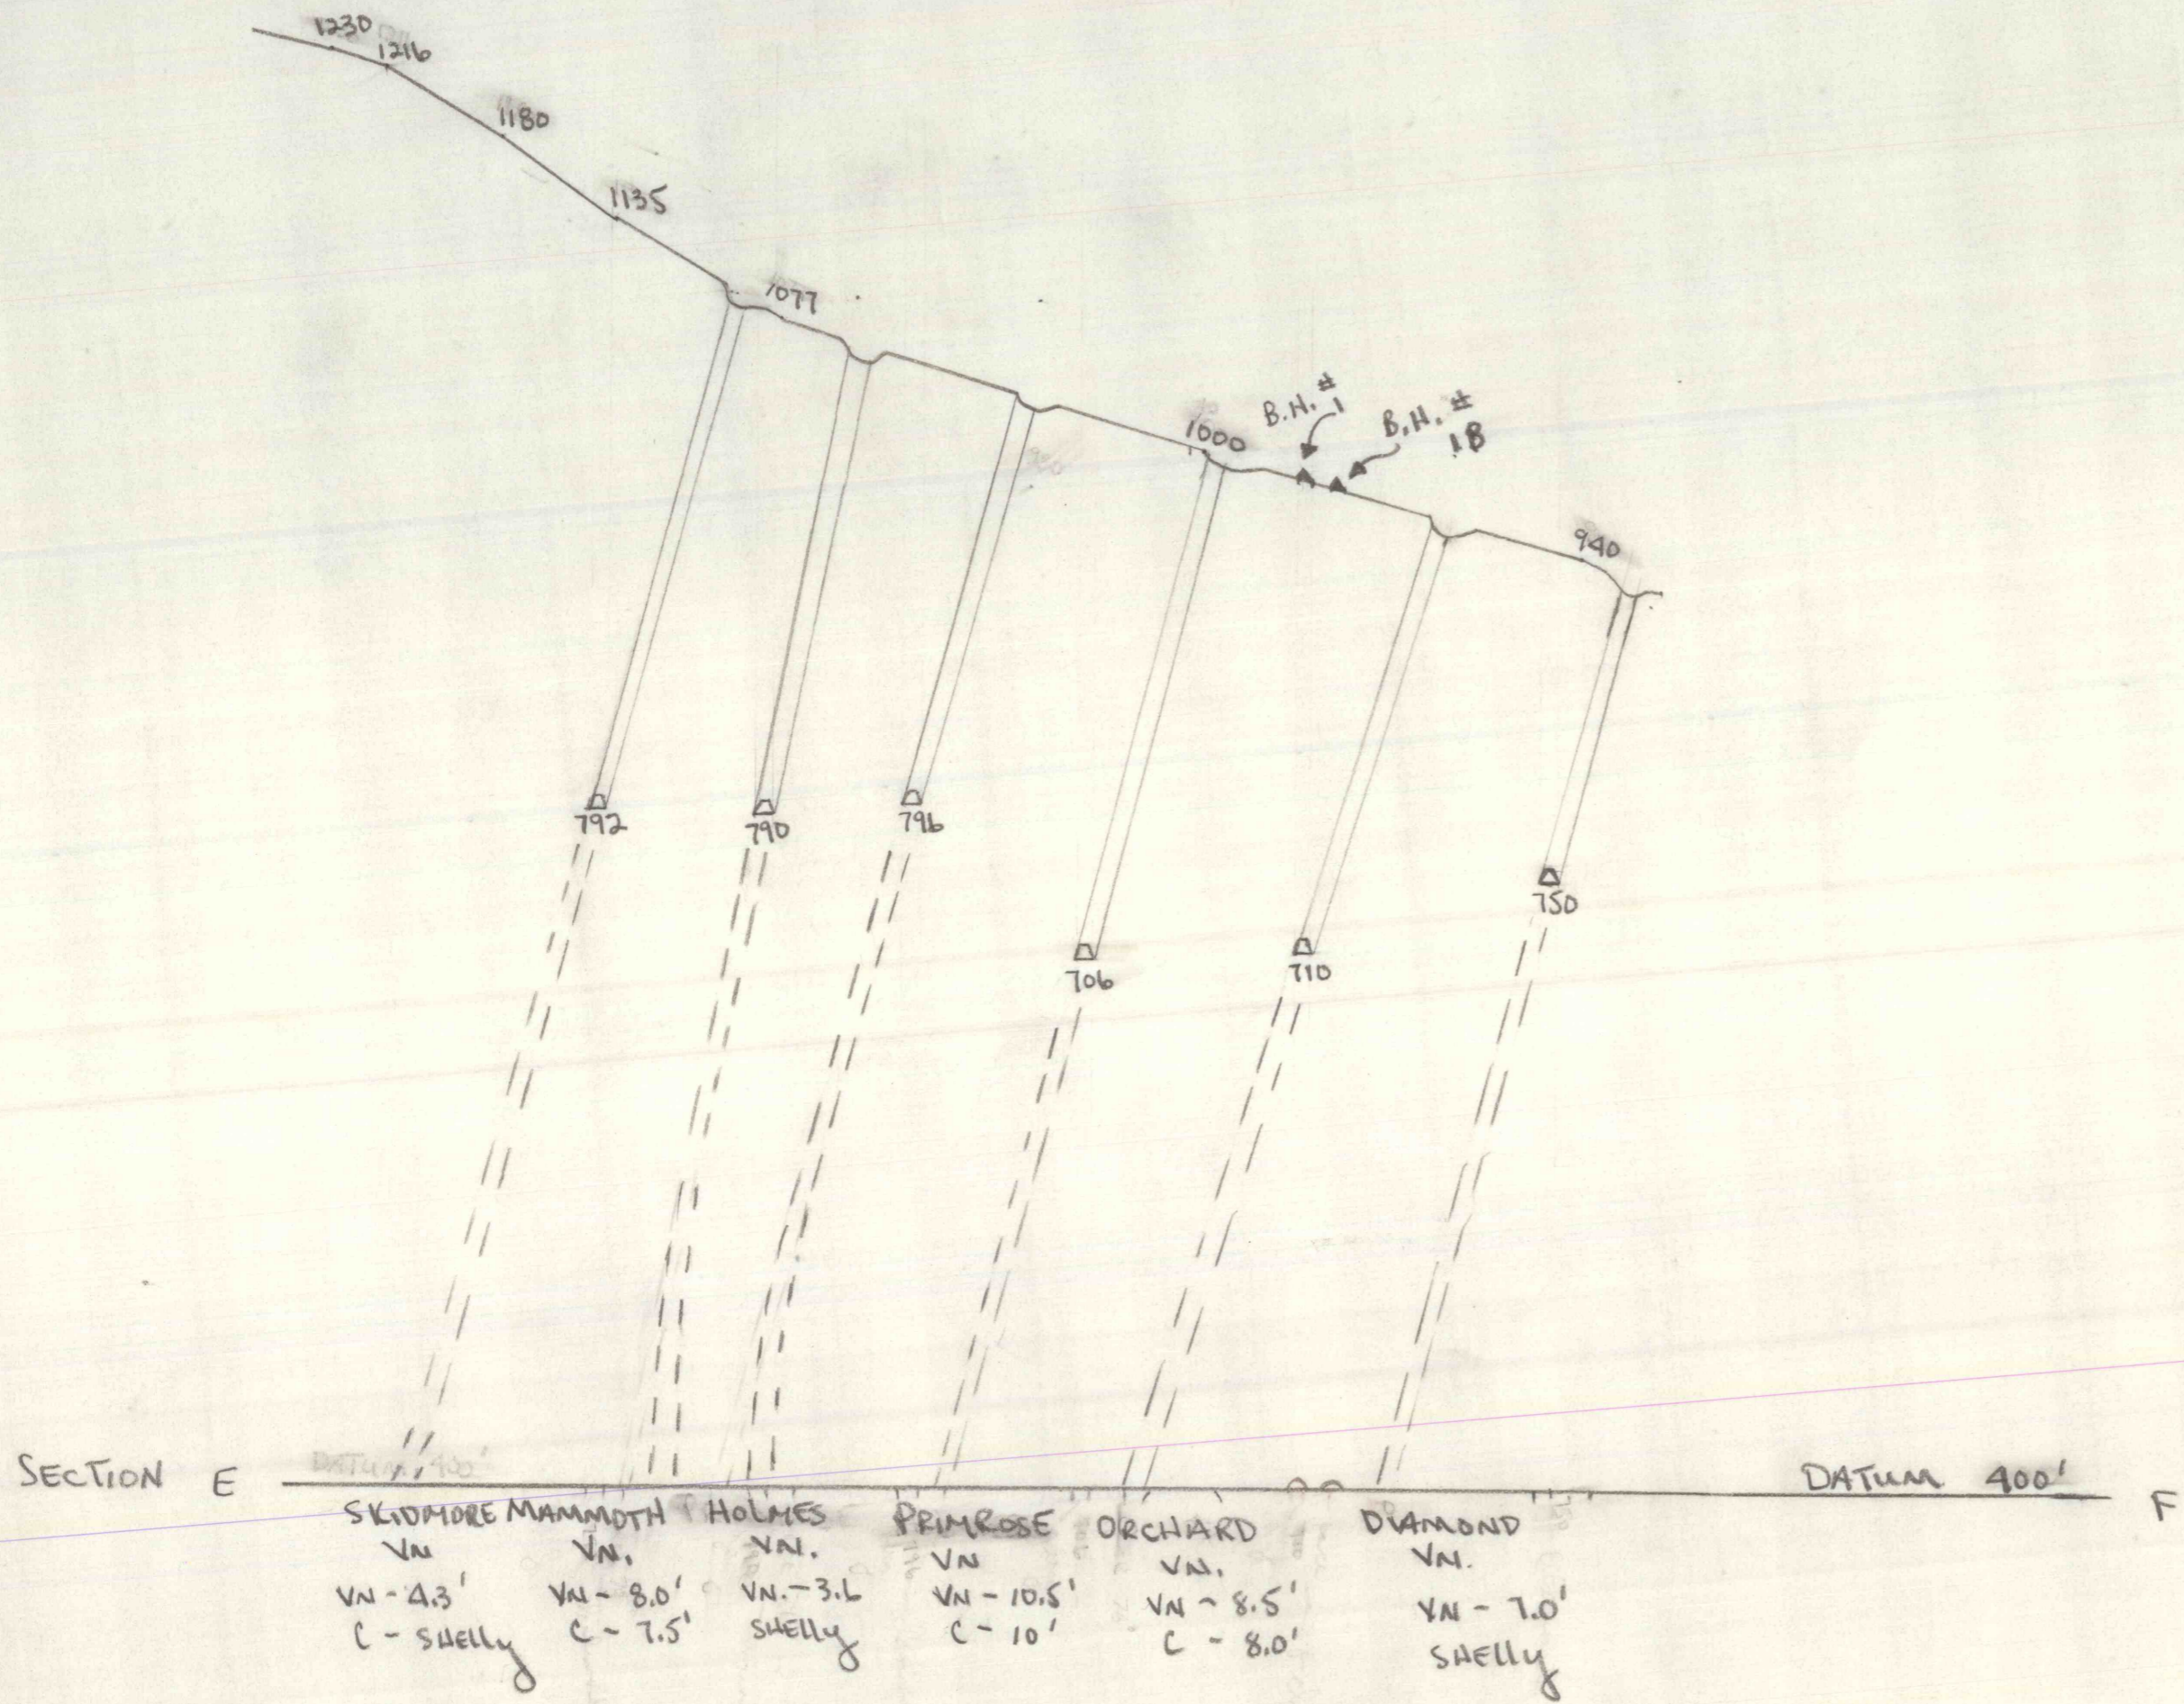 1230
1216
1180
1135
1077
1000
B.H. # 1
B.H. # 1B
940
792
790
796
706
710
750
SECTION E
DATUM 400'
DATUM 400'
F
SKIDMORE
VN
VN - 4.3'
C - SHELLY
MAMMOTH
VN.
VN - 8.0'
C - 7.5'
HOLMES
VN.
VN. - 3.6
SHELLY
PRIMROSE
VN
VN - 10.5'
C - 10'
ORCHARD
VN.
VN - 8.5'
C - 8.0'
DIAMOND
VN.
VN - 7.0'
SHELLY